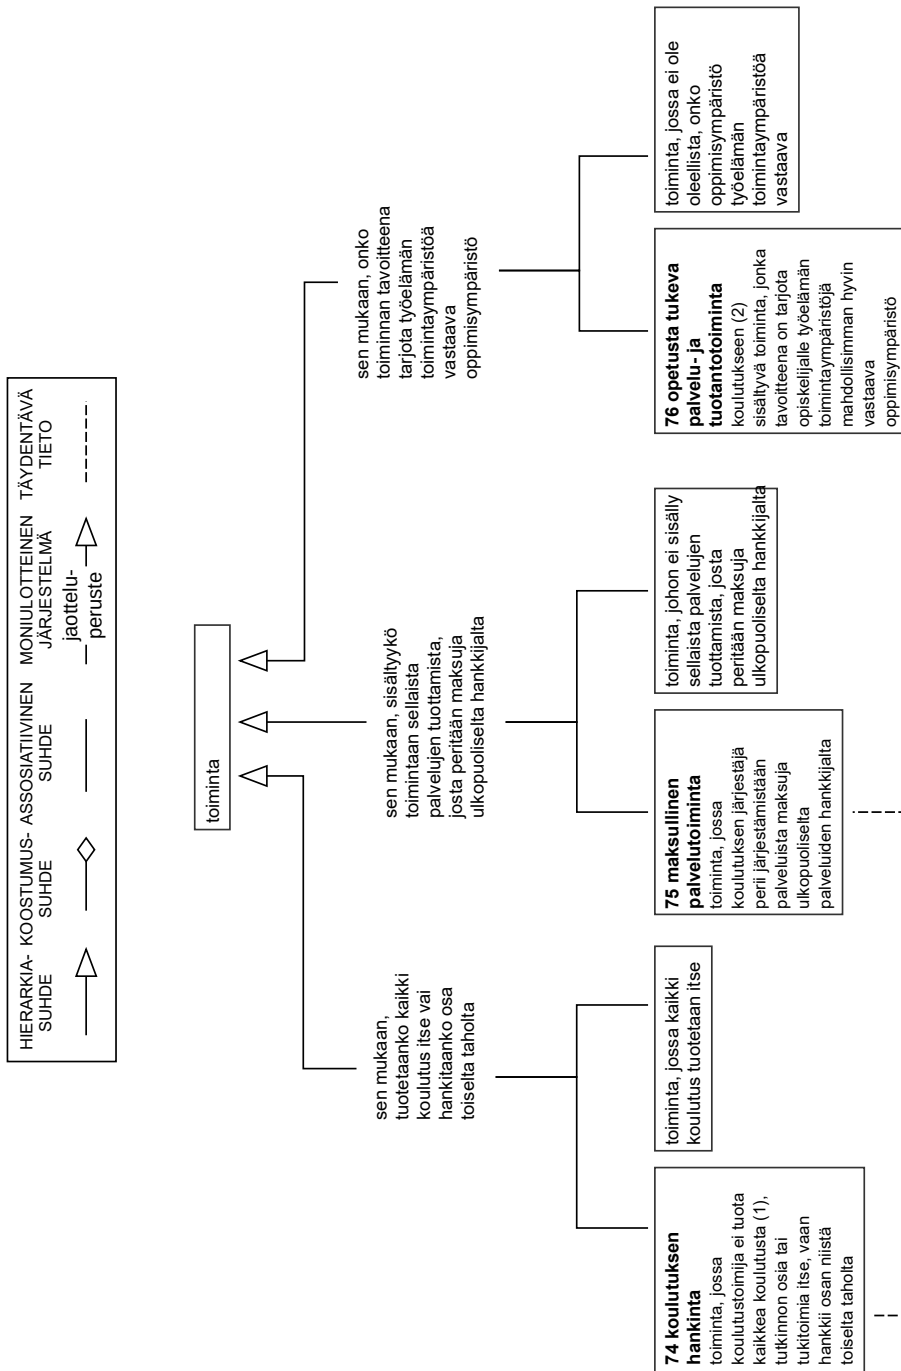 HIERARKIA-
SUHDE
KOOSTUMUS-
SUHDE
ASSOSIATIIVINEN
SUHDE
MONIULOTTEINEN
JÄRJESTELMÄ
jaottelu-
peruste
TÄYDENTÄVÄ
TIETO
toiminta
sen mukaan,
tuotetaanko kaikki
koulutus itse vai
hankitaanko osa
toiselta taholta
sen mukaan, sisältyykö
toimintaan sellaista
palvelujen tuottamista,
josta peritään maksuja
ulkopuoliselta hankkijalta
sen mukaan, onko
toiminnan tavoitteena
tarjota työelämän
toimintaympäristöä
vastaava
oppimisympäristö
74 koulutuksen
hankinta
toiminta, jossa
koulutustoimija ei tuota
kaikkea koulutusta (1),
tutkinnon osia tai
tukitoimia itse, vaan
hankkii osan niistä
toiselta taholta
toiminta, jossa kaikki
koulutus tuotetaan itse
75 maksullinen
palvelutoiminta
toiminta, jossa
koulutuksen järjestäjä
perii järjestämistään
palveluista maksuja
ulkopuoliselta
palveluiden hankkijalta
toiminta, johon ei sisälly
sellaista palvelujen
tuottamista, josta
peritään maksuja
ulkopuoliselta hankkijalta
76 opetusta tukeva
palvelu- ja
tuotantotoiminta
koulutukseen (2)
sisältyvä toiminta, jonka
tavoitteena on tarjota
opiskelijalle työelämän
toimintaympäristöjä
mahdollisimman hyvin
vastaava
oppimisympäristö
toiminta, jossa ei ole
oleellista, onko
oppimisympäristö
työelämän
toimintaympäristöä
vastaava